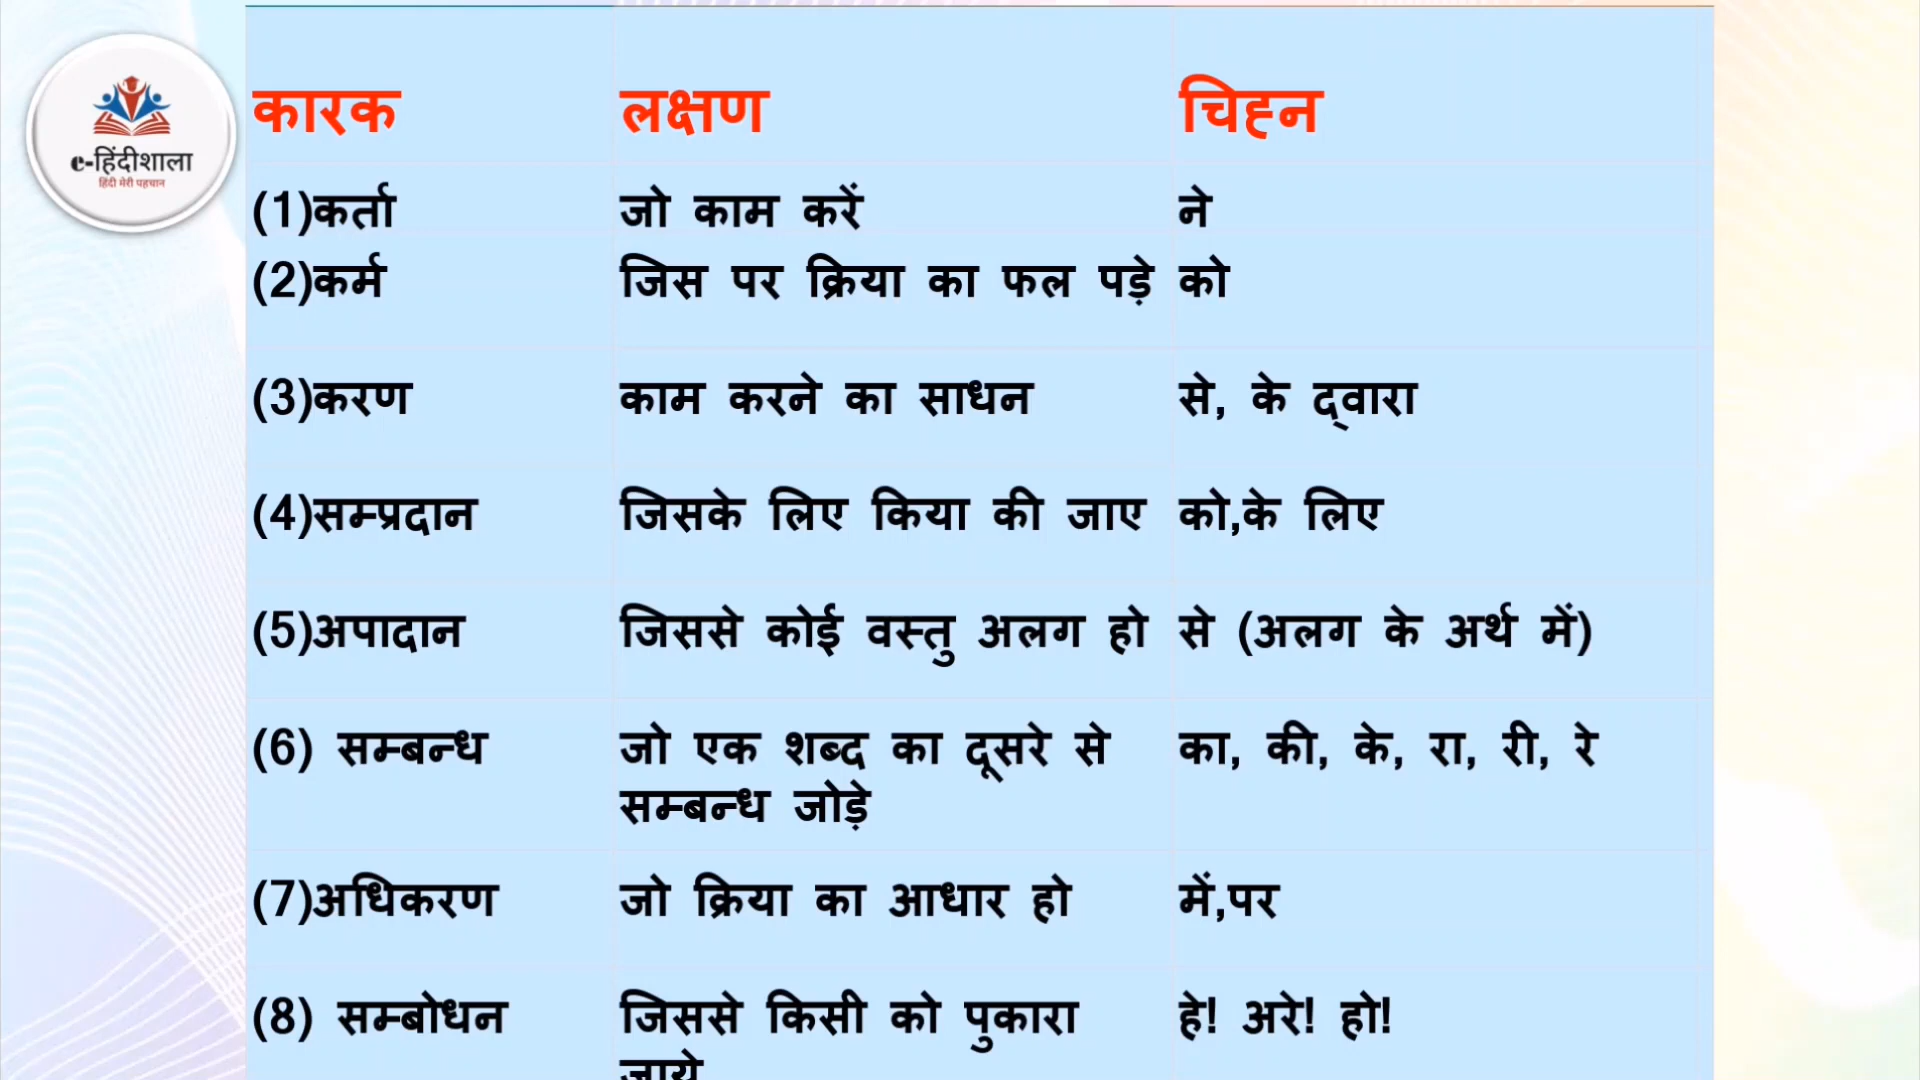 e-हिंदीशाला
हिंदी मेरी पहचान
कारक लक्षण चिह्न
(1)कर्ता जो काम करें ने
(2)कर्म जिस पर क्रिया का फल पड़े को
(3)करण काम करने का साधन से, के द्वारा
(4)सम्प्रदान जिसके लिए किया की जाए को,के लिए
(5)अपादान जिससे कोई वस्तु अलग हो से (अलग के अर्थ में)
(6) सम्बन्ध जो एक शब्द का दूसरे से का, की, के, रा, री, रे
सम्बन्ध जोड़े
(7)अधिकरण जो क्रिया का आधार हो में,पर
(8) सम्बोधन जिससे किसी को पुकारा हे! अरे! हो!
जाये